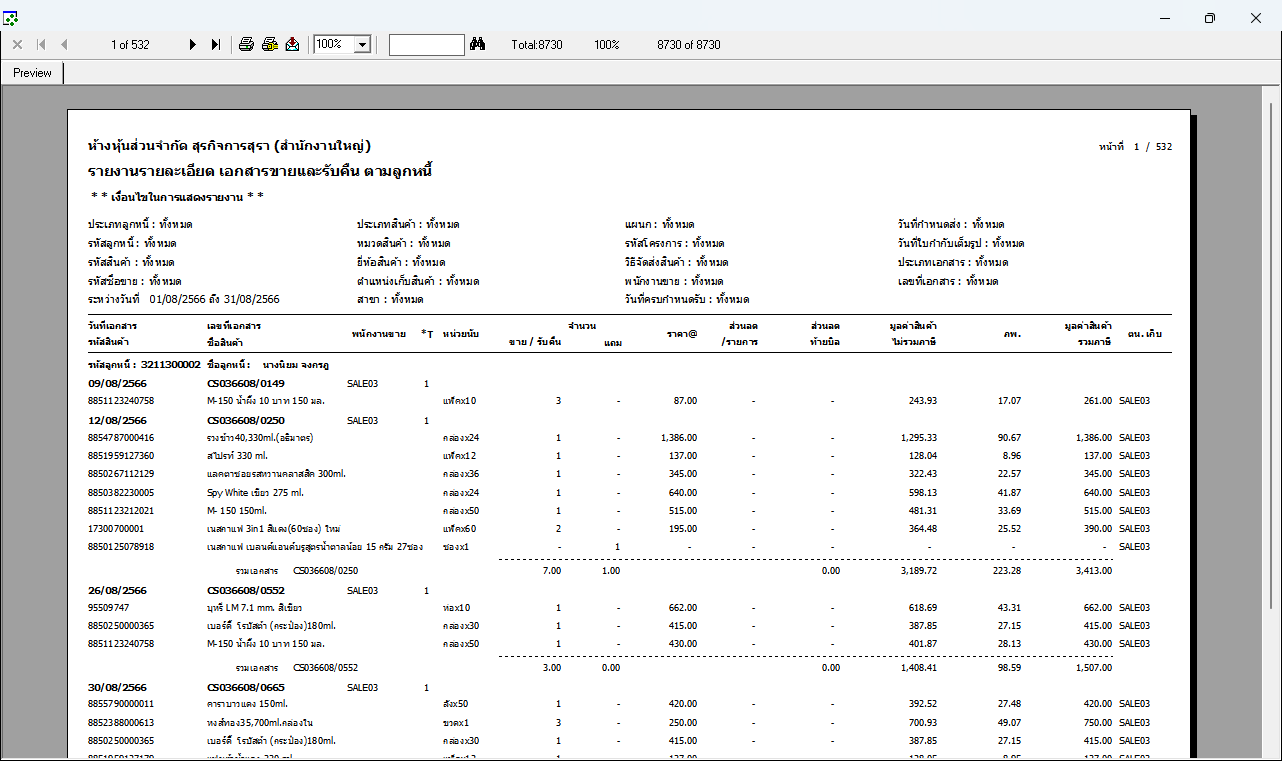 1 of 532 100% Total:8730 100% 8730 of 8730
Preview
ห้างหุ้นส่วนจำกัด สุรกิจการสุรา (สำนักงานใหญ่) หน้าที่ 1 / 532
รายงานรายละเอียด เอกสารขายและรับคืน ตามลูกหนี้
* * เงื่อนไขในการแสดงรายงาน * *
ประเภทลูกหนี้ : ทั้งหมด ประเภทสินค้า : ทั้งหมด แผนก : ทั้งหมด วันที่กำหนดส่ง : ทั้งหมด
รหัสลูกหนี้ : ทั้งหมด หมวดสินค้า : ทั้งหมด รหัสโครงการ : ทั้งหมด วันที่ใบกำกับเต็มรูป : ทั้งหมด
รหัสสินค้า : ทั้งหมด ยี่ห้อสินค้า : ทั้งหมด วิธีจัดส่งสินค้า : ทั้งหมด ประเภทเอกสาร : ทั้งหมด
รหัสชื่อขาย : ทั้งหมด ตำแหน่งเก็บสินค้า : ทั้งหมด พนักงานขาย : ทั้งหมด เลขที่เอกสาร : ทั้งหมด
ระหว่างวันที่ 01/08/2566 ถึง 31/08/2566 สาขา : ทั้งหมด วันที่ครบกำหนดรับ : ทั้งหมด
วันที่เอกสาร เลขที่เอกสาร พนักงานขาย *T หน่วยนับ จำนวน ราคา@ ส่วนลด ส่วนลด มูลค่าสินค้า ภพ. มูลค่าสินค้า ตน.เก็บ
รหัสสินค้า ชื่อสินค้า ขาย / รับคืน แถม /รายการ ท้ายบิล ไม่รวมภาษี รวมภาษี
รหัสลูกหนี้ : 3211300002 ชื่อลูกหนี้ : นางนิยม จงกรฎ
09/08/2566 CS036608/0149 SALE03 1
8851123240758 M-150 น้ำผึ้ง 10 บาท 150 มล. แพ็คx10 3 - 87.00 - - 243.93 17.07 261.00 SALE03
12/08/2566 CS036608/0250 SALE03 1
8854787000416 รวงข้าว40,330ml.(อธิมาตร) กล่องx24 1 - 1,386.00 - - 1,295.33 90.67 1,386.00 SALE03
8851959127360 สไปรท์ 330 ml. แพ็คx12 1 - 137.00 - - 128.04 8.96 137.00 SALE03
8850267112129 แลคตาซอยรสหวานคลาสสิค 300ml. กล่องx36 1 - 345.00 - - 322.43 22.57 345.00 SALE03
8850382230005 Spy White เขียว 275 ml. กล่องx24 1 - 640.00 - - 598.13 41.87 640.00 SALE03
8851123212021 M- 150 150ml. กล่องx50 1 - 515.00 - - 481.31 33.69 515.00 SALE03
17300700001 เนสกาแฟ 3in1 สีแดง(60ซอง) ใหม่ แพ็คx60 2 - 195.00 - - 364.48 25.52 390.00 SALE03
8850125078918 เนสกาแฟ เบลนด์แอนด์บรูสูตรน้ำตาลน้อย 15 ครัม 27ซอง ซองx1 - 1 - - - - - - SALE03
รวมเอกสาร CS036608/0250 7.00 1.00 0.00 3,189.72 223.28 3,413.00
26/08/2566 CS036608/0552 SALE03 1
95509747 บุหรี่ LM 7.1 mm. สีเขียว ห่อx10 1 - 662.00 - - 618.69 43.31 662.00 SALE03
8850250000365 เบอร์ดี้ โรบัสต้า (กระป๋อง)180ml. กล่องx30 1 - 415.00 - - 387.85 27.15 415.00 SALE03
8851123240758 M-150 น้ำผึ้ง 10 บาท 150 มล. กล่องx50 1 - 430.00 - - 401.87 28.13 430.00 SALE03
รวมเอกสาร CS036608/0552 3.00 0.00 0.00 1,408.41 98.59 1,507.00
30/08/2566 CS036608/0665 SALE03 1
8855790000011 คาราบาวแดง 150ml. ลังx50 1 - 420.00 - - 392.52 27.48 420.00 SALE03
8852388000613 หงส์ทอง35,700ml.กล่องใน ขวดx1 3 - 250.00 - - 700.93 49.07 750.00 SALE03
8850250000365 เบอร์ดี้ โรบัสต้า (กระป๋อง)180ml. กล่องx30 1 - 415.00 - - 387.85 27.15 415.00 SALE03